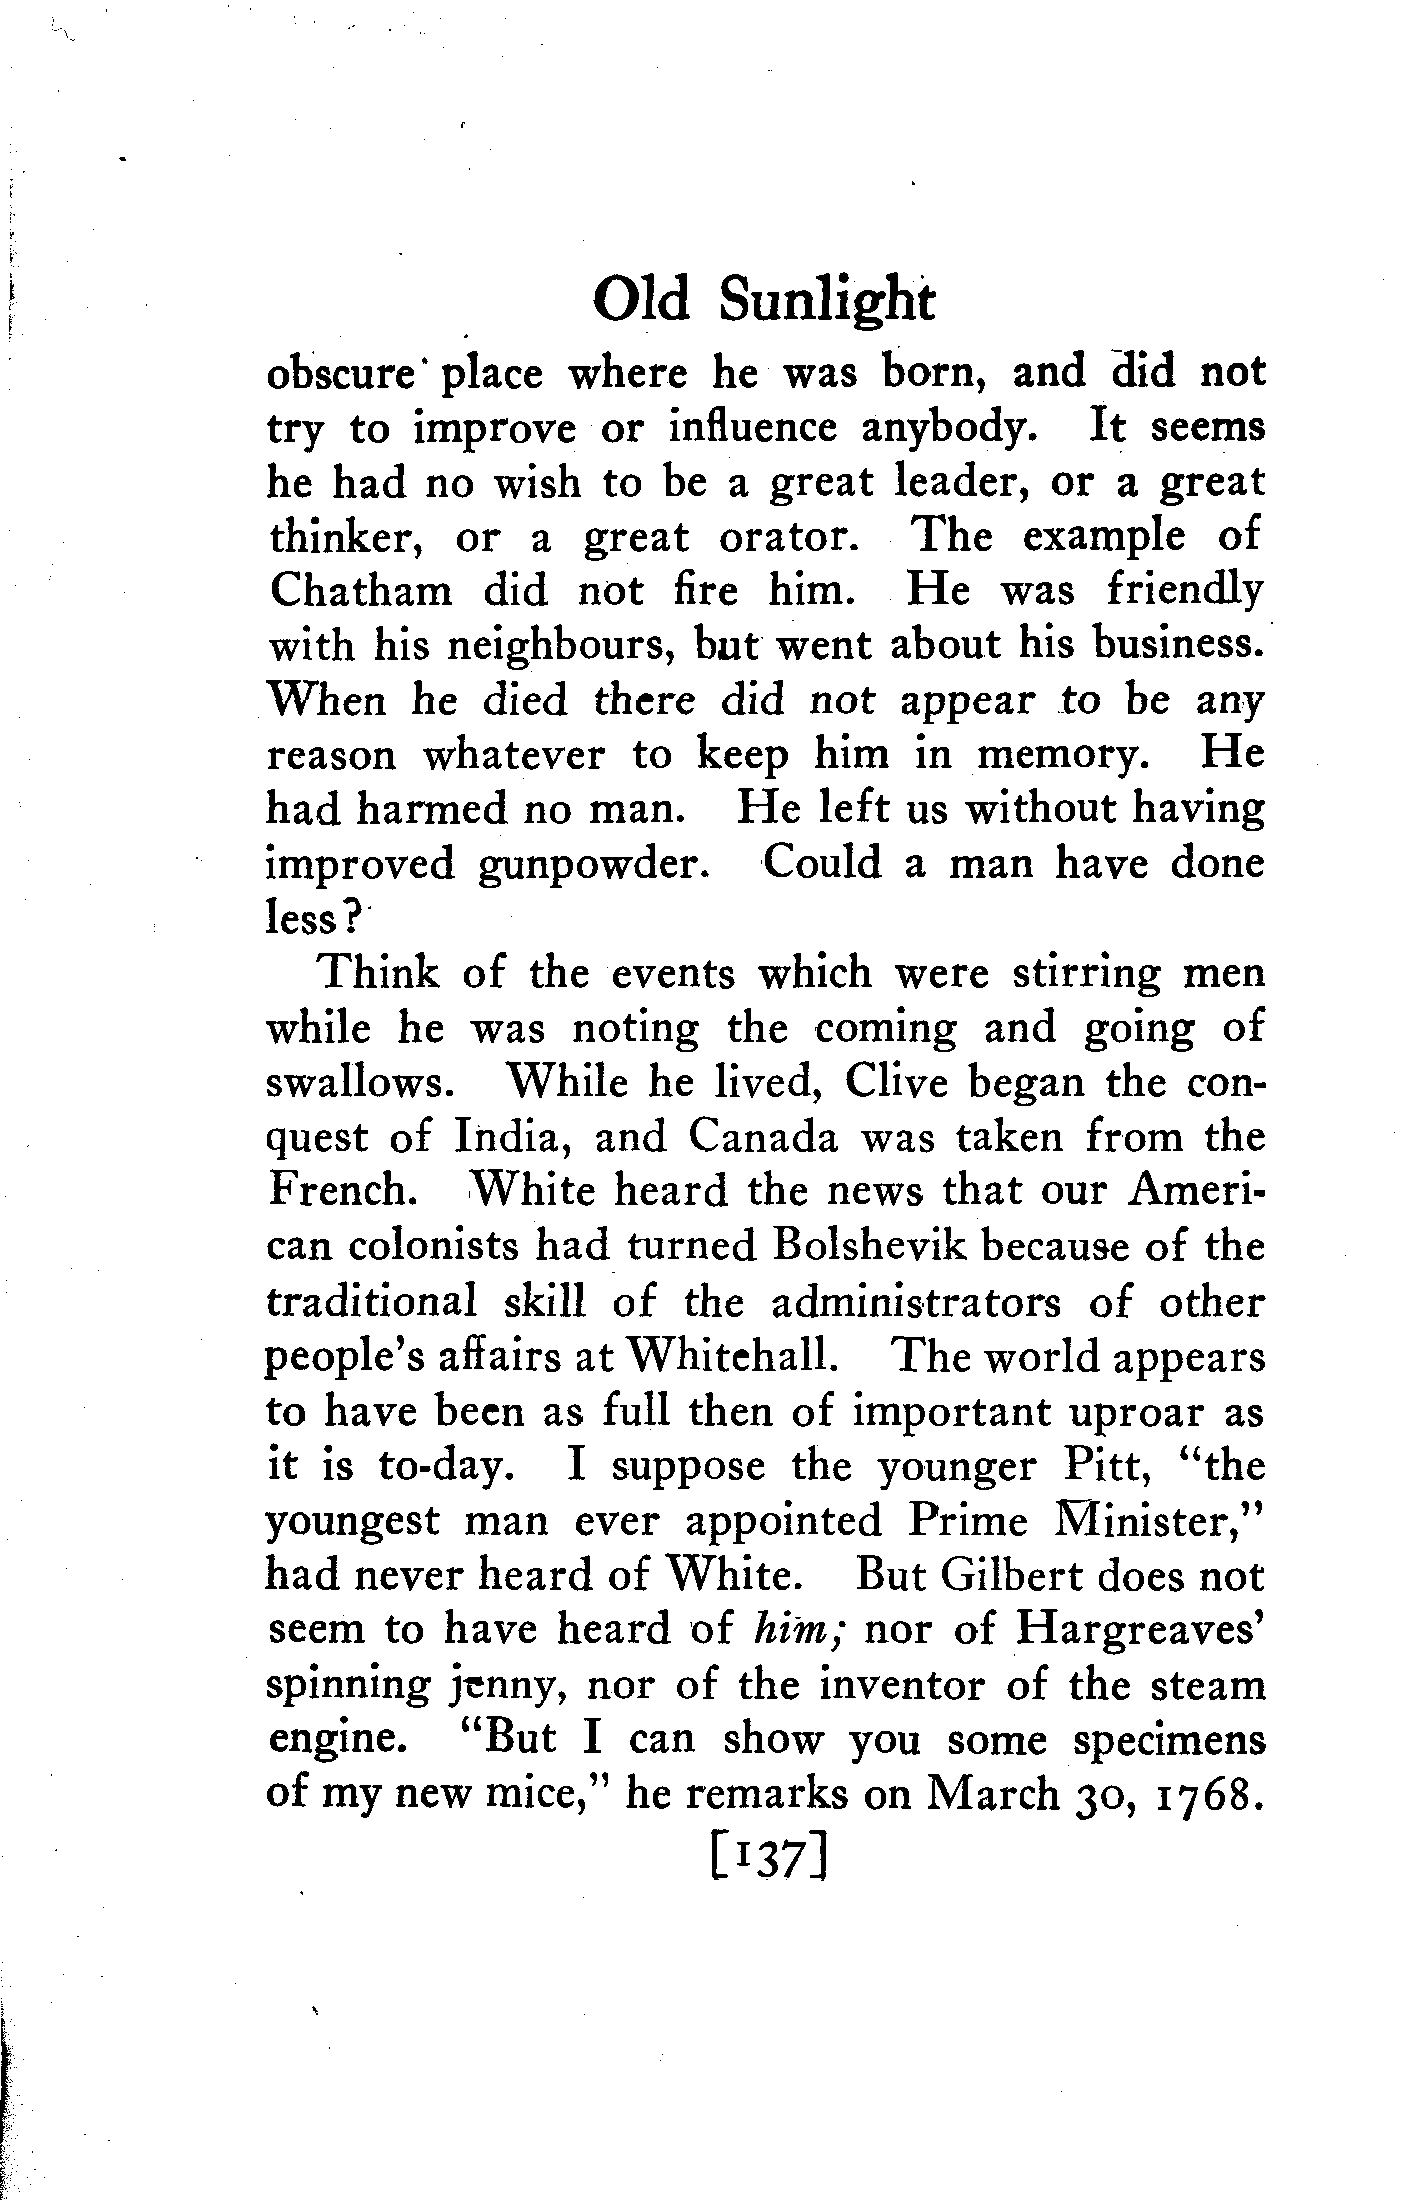 Old Sunlight
obscure place where he was born, and did not
try to improve or influence anybody. It seems
he had no wish to be a great leader, or a great
thinker, or a great orator. The example of
Chatham did not fire him. He was friendly
with his neighbours, but went about his business.
When he died there did not appear to be any
reason whatever to keep him in memory. He
had harmed no man. He left us without having
improved gunpowder. Could a man have done
less?
Think of the events which were stirring men
while he was noting the coming and going of
swallows. While he lived, Clive began the con-
quest of India, and Canada was taken from the
French. White heard the news that our Ameri-
can colonists had turned Bolshevik because of the
traditional skill of the administrators of other
people's affairs at Whitehall. The world appears
to have been as full then of important uproar as
it is to-day. I suppose the younger Pitt, "the
youngest man ever appointed Prime Minister,"
had never heard of White. But Gilbert does not
seem to have heard of him; nor of Hargreaves'
spinning jenny, nor of the inventor of the steam
engine. "But I can show you some specimens
of my new mice," he remarks on March 30, 1768.
[137]